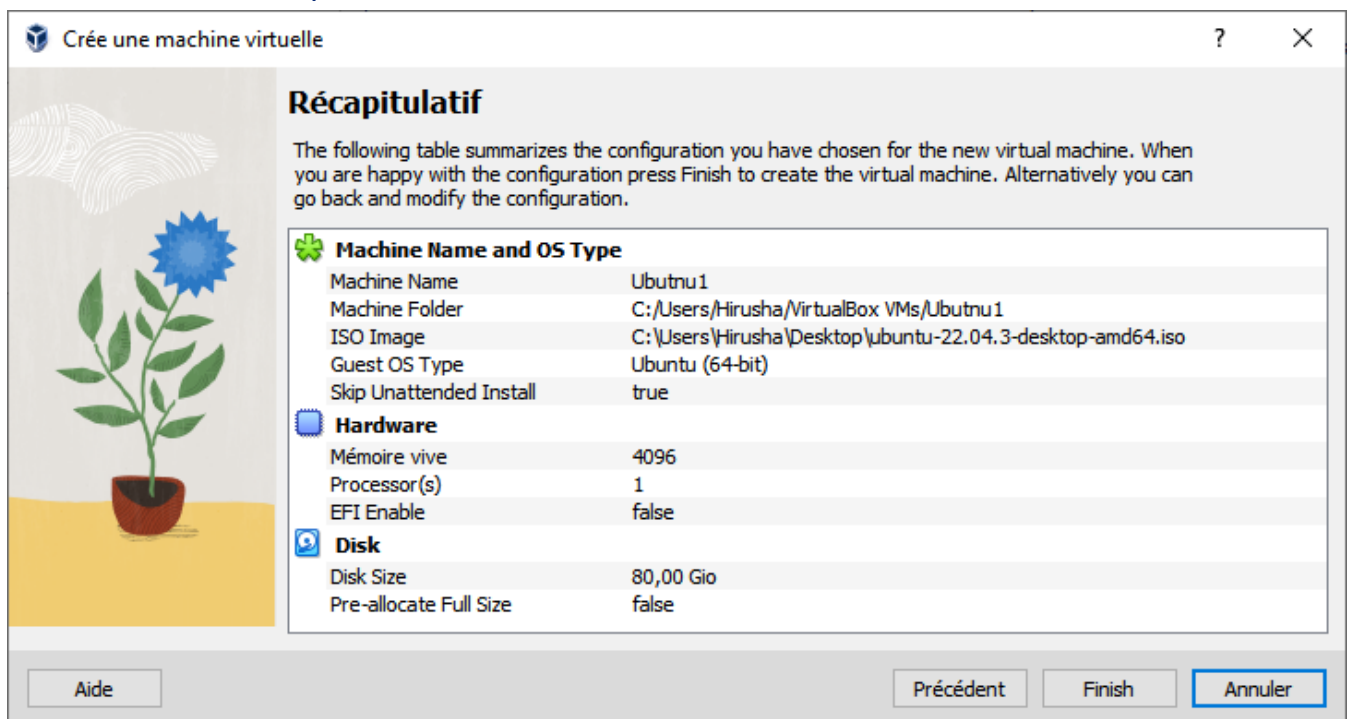 Crée une machine virtuelle
?
Récapitulatif
The following table summarizes the configuration you have chosen for the new virtual machine. When
you are happy with the configuration press Finish to create the virtual machine. Alternatively you can
go back and modify the configuration.
Machine Name and OS Type
Machine Name Ubutnu1
Machine Folder C:/Users/Hirusha/VirtualBox VMs/Ubutnu1
ISO Image C:\Users\Hirusha\Desktop\ubuntu-22.04.3-desktop-amd64.iso
Guest OS Type Ubuntu (64-bit)
Skip Unattended Install true
Hardware
Mémoire vive 4096
Processor(s) 1
EFI Enable false
Disk
Disk Size 80,00 Gio
Pre-allocate Full Size false
Aide Précédent Finish Annuler